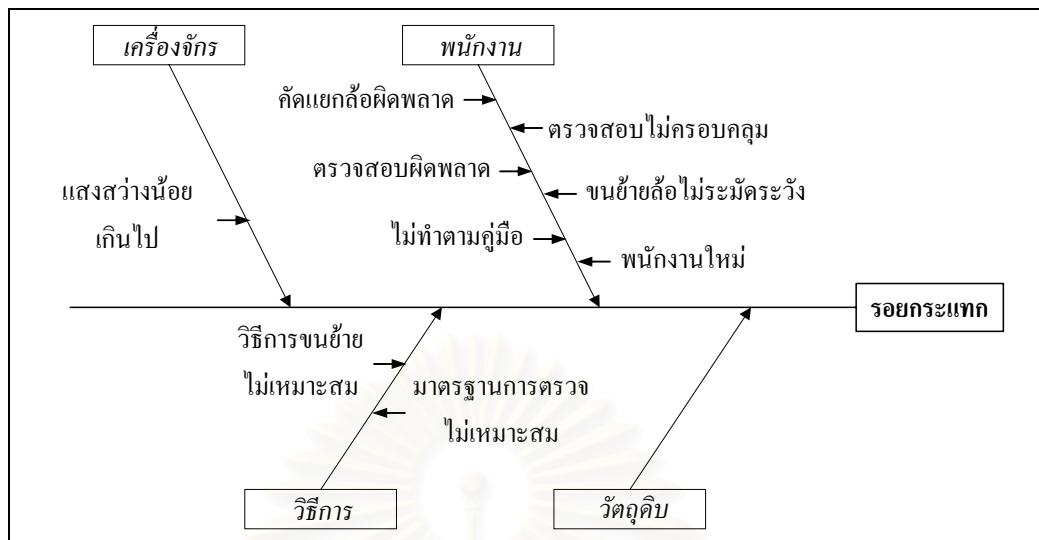 เครื่องจักร
พนักงาน
คัดแยกล้อผิดพลาด
ตรวจสอบไม่ครอบคลุม
ตรวจสอบผิดพลาด
ขนย้ายล้อไม่ระมัดระวัง
แสงสว่างน้อย
เกินไป
ไม่ทำตามคู่มือ
พนักงานใหม่
รอยกระแทก
วิธีการขนย้าย
ไม่เหมาะสม
มาตรฐานการตรวจ
ไม่เหมาะสม
วิธีการ
วัตถุดิบ